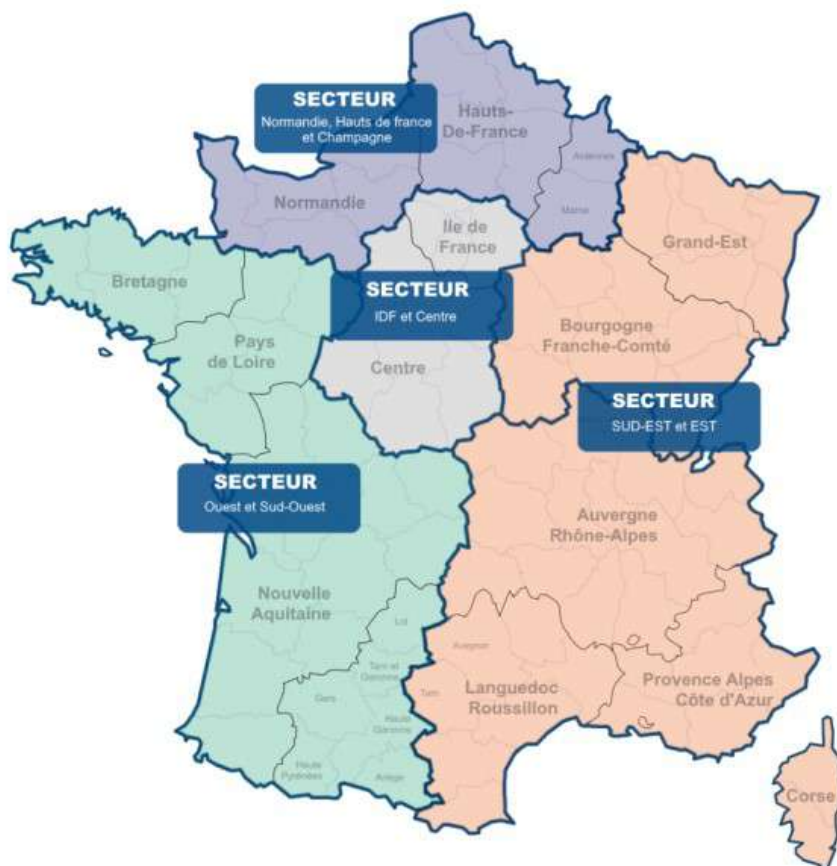 SECTEUR
Normandie, Hauts de france
et Champagne
Hauts-
De-France
Ardennes
Marne
Normandie
Ile de
France
Grand-Est
Bretagne
SECTEUR
IDF et Centre
Bourgogne
Franche-Comté
Pays
de Loire
Centre
SECTEUR
SUD-EST et EST
SECTEUR
Ouest et Sud-Ouest
Auvergne
Rhône-Alpes
Nouvelle
Aquitaine
Lot
Aveyron
Tarn et
Garonne
Tarn
Gers
Languedoc
Roussillon
Provence Alpes
Côte d'Azur
Haute
Garonne
Haute
Pyrénées
Ariège
Corse